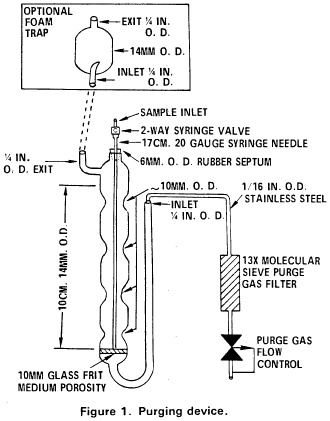 OPTIONAL
FOAM
TRAP
EXIT ¼ IN.
O. D.
14MM O. D.
INLET ¼ IN.
O. D.
SAMPLE INLET
2-WAY SYRINGE VALVE
17CM. 20 GAUGE SYRINGE NEEDLE
6MM. O. D. RUBBER SEPTUM
¼ IN.
O. D. EXIT
~10MM. O. D.
INLET
¼ IN. O. D.
1/16 IN. O.D.
STAINLESS STEEL
10CM. 14MM. O.D.
13X MOLECULAR
SIEVE PURGE
GAS FILTER
PURGE GAS
FLOW
CONTROL
10MM GLASS FRIT
MEDIUM POROSITY
Figure 1. Purging device.